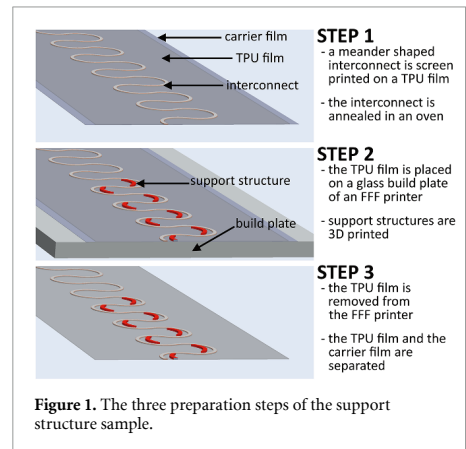 carrier film
TPU film
interconnect
STEP 1
- a meander shaped
interconnect is screen
printed on a TPU film
- the interconnect is
annealed in an oven
support structure
build plate
STEP 2
- the TPU film is placed
on a glass build plate
of an FFF printer
- support structures are
3D printed
STEP 3
- the TPU film is
removed from
the FFF printer
- the TPU film and the
carrier film are
separated
Figure 1. The three preparation steps of the support
structure sample.